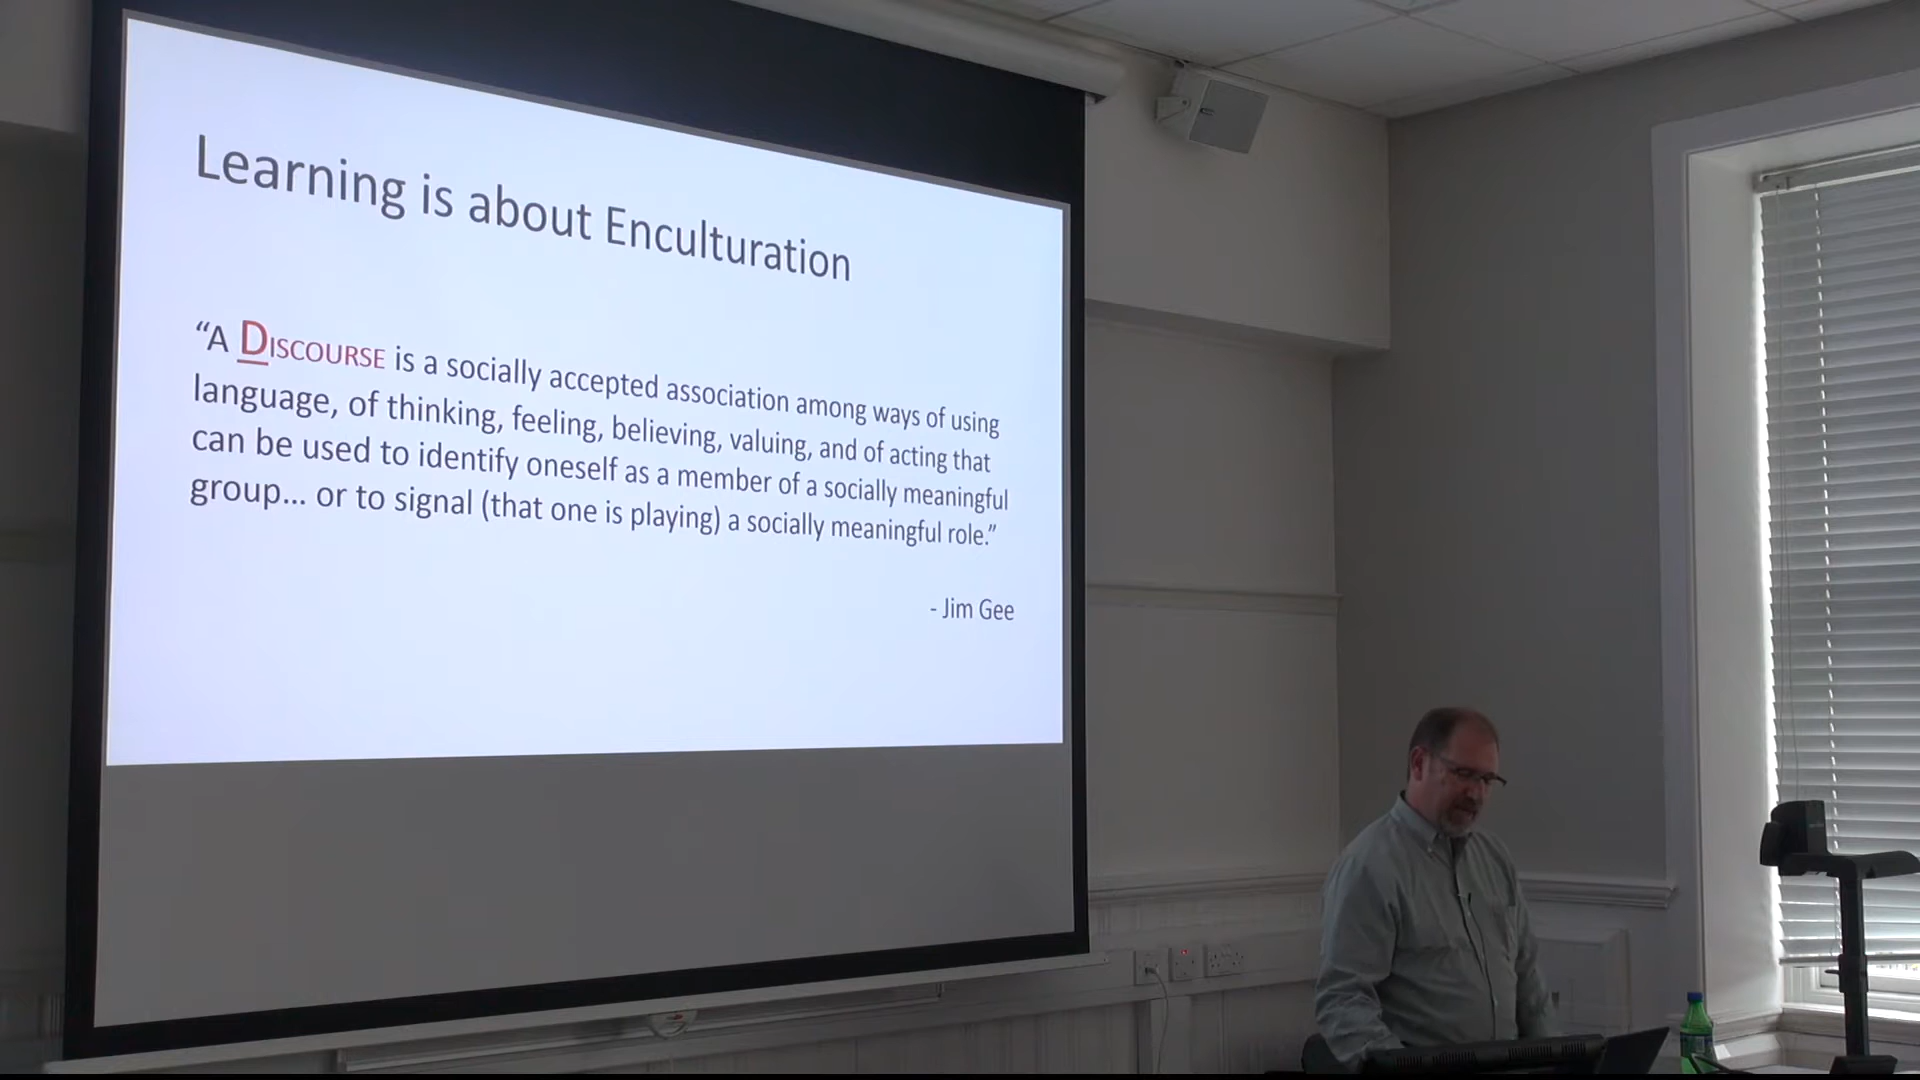 Learning is about Enculturation
“A DISCOURSE is a socially accepted association among ways of using
language, of thinking, feeling, believing, valuing, and of acting that
can be used to identify oneself as a member of a socially meaningful
group... or to signal (that one is playing) a socially meaningful role.”
- Jim Gee